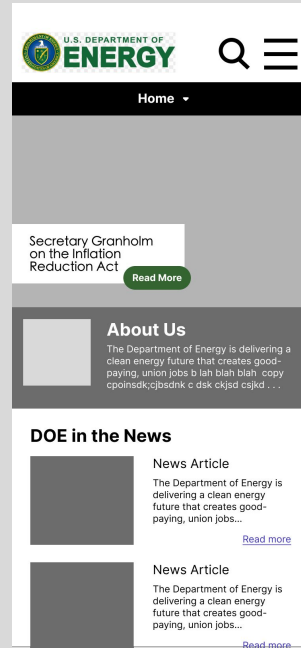 U.S. DEPARTMENT OF
ENERGY
Home
Secretary Granholm
on the Inflation
Reduction Act
Read More
About Us
The Department of Energy is delivering a
clean energy future that creates good-
paying, union jobs b lah blah blah copy
cpoinsdk;cjbsdnk c dsk ckjsd csjkd . . .
DOE in the News
News Article
The Department of Energy is
delivering a clean energy
future that creates good-
paying, union jobs...
Read more
News Article
The Department of Energy is
delivering a clean energy
future that creates good-
paying, union jobs...
Read more